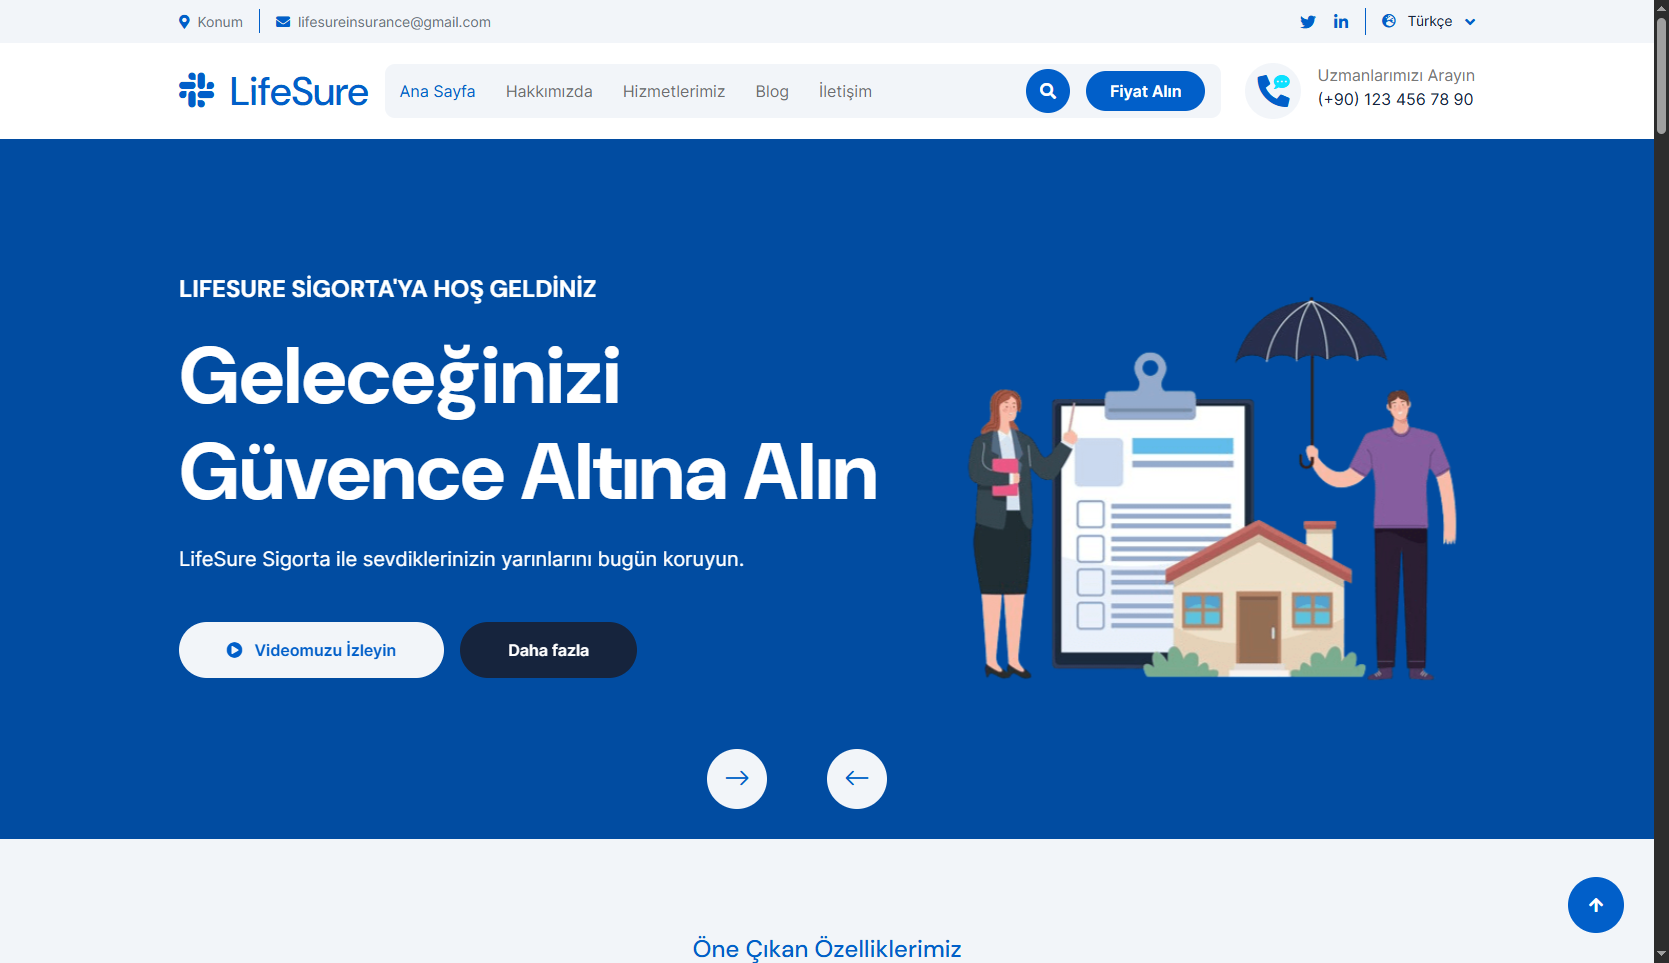 Konum
lifesureinsurance@gmail.com
Türkçe
LifeSure
Ana Sayfa
Hakkımızda
Hizmetlerimiz
Blog
İletişim
Fiyat Alın
Uzmanlarımızı Arayın
(+90) 123 456 78 90
LIFESURE SİGORTA'YA HOŞ GELDİNİZ
Geleceğinizi
Güvence Altına Alın
LifeSure Sigorta ile sevdiklerinizin yarınlarını bugün koruyun.
Videomuzu İzleyin
Daha fazla
Öne Çıkan Özelliklerimiz